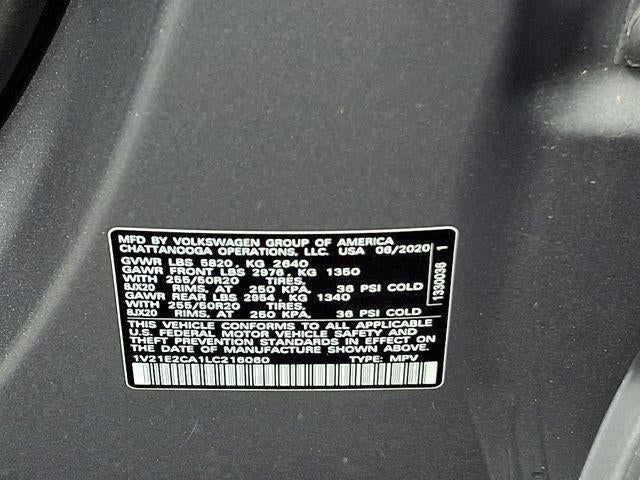 MFD BY VOLKSWAGEN GROUP OF AMERICA
CHATTANOOGA OPERATIONS, LLC. USA 06/2020
GVWR LBS 5820 , KG 2640
GAWR FRONT LBS 2976 , KG 1350
WITH 255/50R20 TIRES,
8JX20 RIMS. AT 250 KPA, 36 PSI COLD
GAWR REAR LBS 2954 , KG 1340
WITH 255/50R20 TIRES,
8JX20 RIMS. AT 250 KPA, 36 PSI COLD
THIS VEHICLE CONFORMS TO ALL APPLICABLE
U.S. FEDERAL MOTOR VEHICLE SAFETY AND
THEFT PREVENTION STANDARDS IN EFFECT ON
THE DATE OF MANUFACTURE SHOWN ABOVE.
1V21E2CA1LC216060 TYPE: MPV
1330036 1